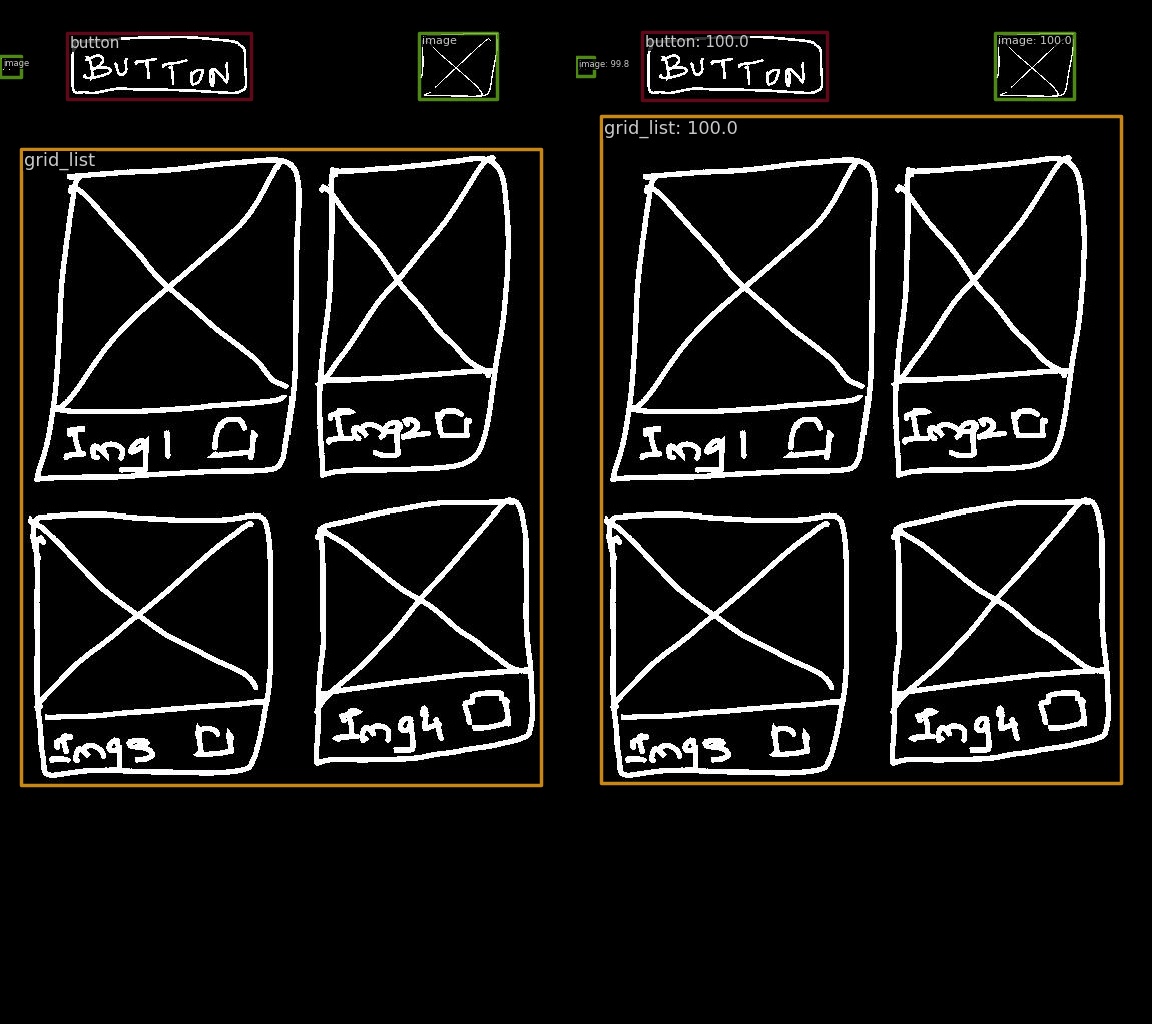 image
button
BUTTON
image
image: 99.8
button: 100.0
BUTTON
image: 100.0
grid_list: 100.0
grid_list
Img1
Img2
Img1
Img2
Img3
Img4
Img3
Img4